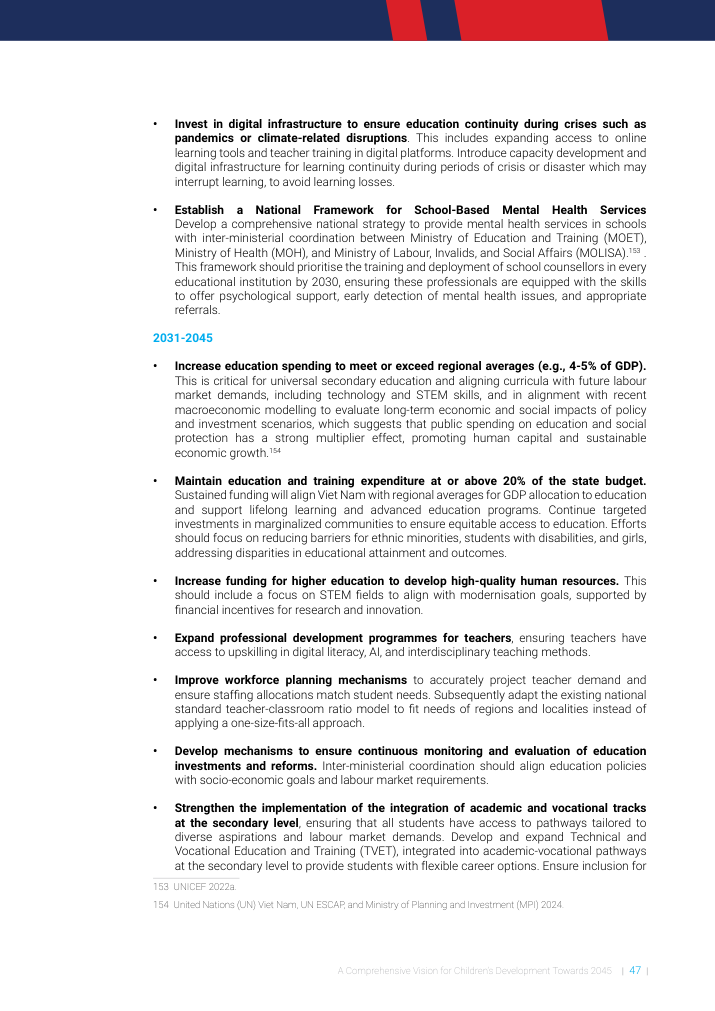 • Invest in digital infrastructure to ensure education continuity during crises such as
pandemics or climate-related disruptions. This includes expanding access to online
learning tools and teacher training in digital platforms. Introduce capacity development and
digital infrastructure for learning continuity during periods of crisis or disaster which may
interrupt learning, to avoid learning losses.
• Establish a National Framework for School-Based Mental Health Services
Develop a comprehensive national strategy to provide mental health services in schools
with inter-ministerial coordination between Ministry of Education and Training (MOET),
Ministry of Health (MOH), and Ministry of Labour, Invalids, and Social Affairs (MOLISA).153 .
This framework should prioritise the training and deployment of school counsellors in every
educational institution by 2030, ensuring these professionals are equipped with the skills
to offer psychological support, early detection of mental health issues, and appropriate
referrals.
2031-2045
• Increase education spending to meet or exceed regional averages (e.g., 4-5% of GDP).
This is critical for universal secondary education and aligning curricula with future labour
market demands, including technology and STEM skills, and in alignment with recent
macroeconomic modelling to evaluate long-term economic and social impacts of policy
and investment scenarios, which suggests that public spending on education and social
protection has a strong multiplier effect, promoting human capital and sustainable
economic growth.154
• Maintain education and training expenditure at or above 20% of the state budget.
Sustained funding will align Viet Nam with regional averages for GDP allocation to education
and support lifelong learning and advanced education programs. Continue targeted
investments in marginalized communities to ensure equitable access to education. Efforts
should focus on reducing barriers for ethnic minorities, students with disabilities, and girls,
addressing disparities in educational attainment and outcomes.
• Increase funding for higher education to develop high-quality human resources. This
should include a focus on STEM fields to align with modernisation goals, supported by
financial incentives for research and innovation.
• Expand professional development programmes for teachers, ensuring teachers have
access to upskilling in digital literacy, AI, and interdisciplinary teaching methods.
• Improve workforce planning mechanisms to accurately project teacher demand and
ensure staffing allocations match student needs. Subsequently adapt the existing national
standard teacher-classroom ratio model to fit needs of regions and localities instead of
applying a one-size-fits-all approach.
• Develop mechanisms to ensure continuous monitoring and evaluation of education
investments and reforms. Inter-ministerial coordination should align education policies
with socio-economic goals and labour market requirements.
• Strengthen the implementation of the integration of academic and vocational tracks
at the secondary level, ensuring that all students have access to pathways tailored to
diverse aspirations and labour market demands. Develop and expand Technical and
Vocational Education and Training (TVET), integrated into academic-vocational pathways
at the secondary level to provide students with flexible career options. Ensure inclusion for
153 UNICEF 2022a.
154 United Nations (UN) Viet Nam, UN ESCAP, and Ministry of Planning and Investment (MPI) 2024.
A Comprehensive Vision for Children's Development Towards 2045 | 47 |